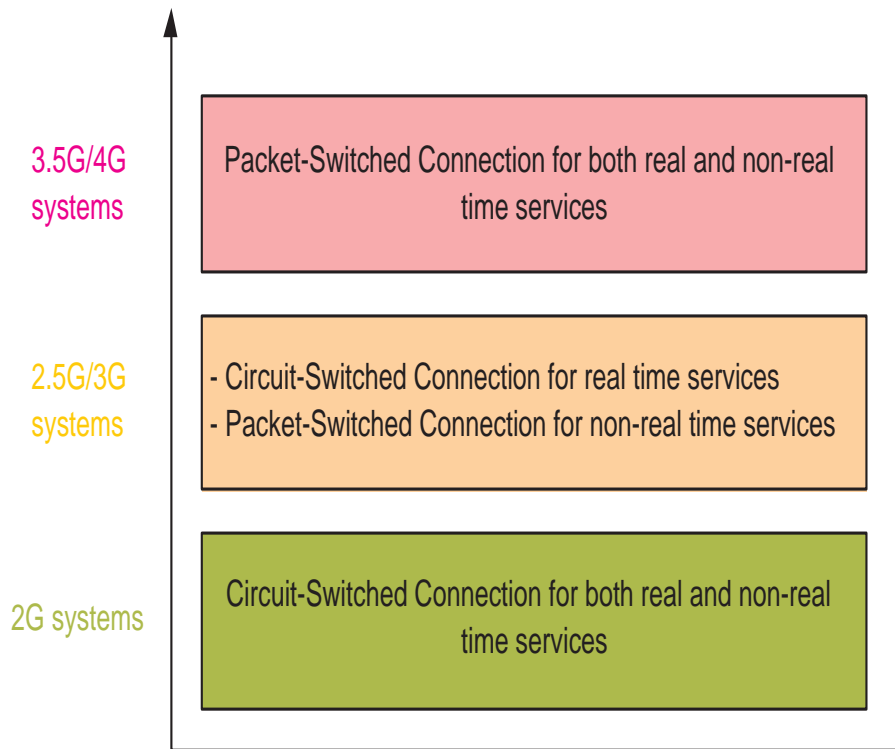 3.5G/4G
systems
Packet-Switched Connection for both real and non-real
time services
2.5G/3G
systems
- Circuit-Switched Connection for real time services
- Packet-Switched Connection for non-real time services
2G systems
Circuit-Switched Connection for both real and non-real
time services